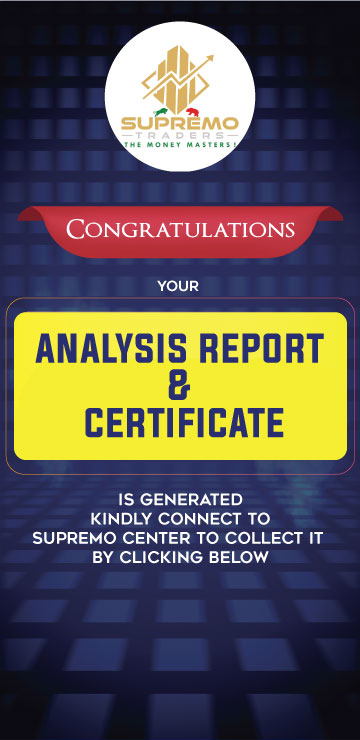 SUPREMO
TRADERS
THE MONEY MASTERS!
CONGRATULATIONS
YOUR
ANALYSIS REPORT
&
CERTIFICATE
IS GENERATED
KINDLY CONNECT TO
SUPREMO CENTER TO COLLECT IT
BY CLICKING BELOW